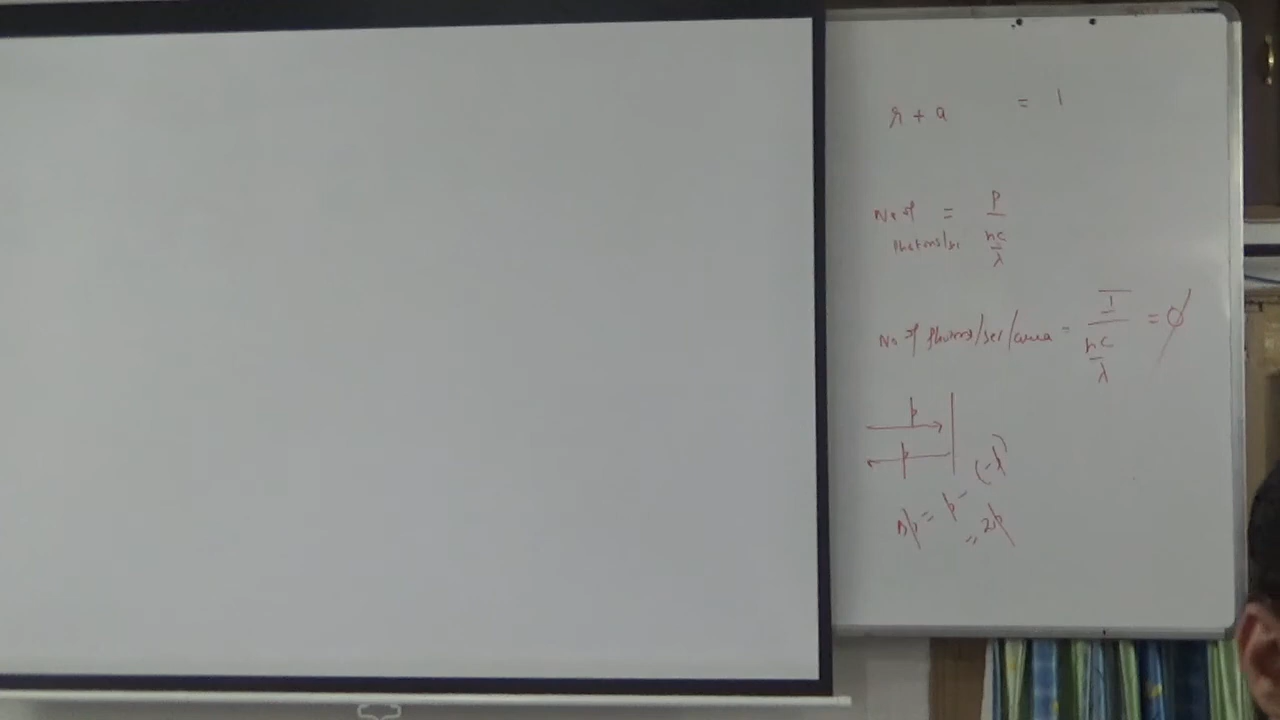 r + a = 1
No of = P
Photons/sec hc
λ
No of photons/sec/area = I = ϕ
hc
λ
p
p
Δp = p - (-p)
= 2p